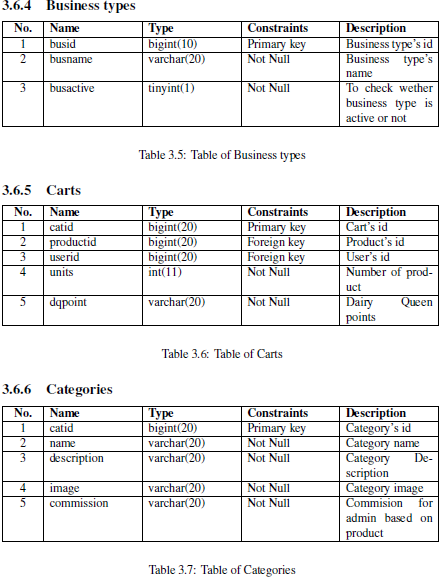 3.6.4 Business types
No. Name Type Constraints Description
1 busid bigint(10) Primary key Business type's id
2 busname varchar(20) Not Null Business type's
name
3 busactive tinyint(1) Not Null To check wether
business type is
active or not
Table 3.5: Table of Business types
3.6.5 Carts
No. Name Type Constraints Description
1 catid bigint(20) Primary key Cart's id
2 productid bigint(20) Foreign key Product's id
3 userid bigint(20) Foreign key User's id
4 units int(11) Not Null Number of prod-
uct
5 dqpoint varchar(20) Not Null Dairy Queen
points
Table 3.6: Table of Carts
3.6.6 Categories
No. Name Type Constraints Description
1 catid bigint(20) Primary key Category's id
2 name varchar(20) Not Null Category name
3 description varchar(20) Not Null Category De-
scription
4 image varchar(20) Not Null Category image
5 commission varchar(20) Not Null Commision for
admin based on
product
Table 3.7: Table of Categories